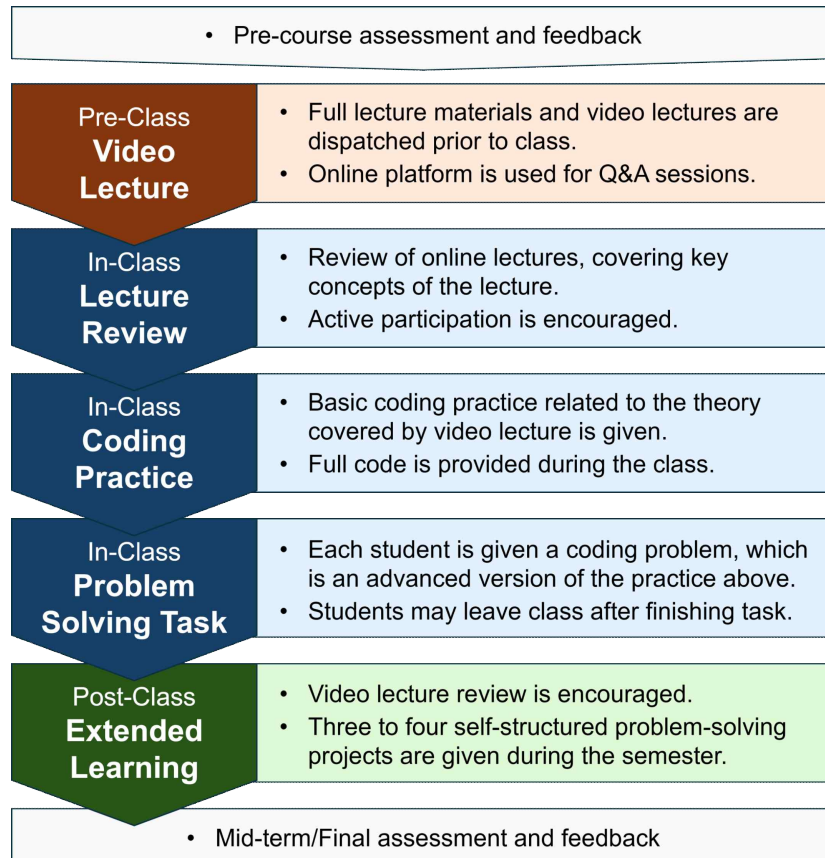 • Pre-course assessment and feedback
Pre-Class
Video
Lecture
• Full lecture materials and video lectures are
dispatched prior to class.
• Online platform is used for Q&A sessions.
In-Class
Lecture
Review
• Review of online lectures, covering key
concepts of the lecture.
• Active participation is encouraged.
In-Class
Coding
Practice
• Basic coding practice related to the theory
covered by video lecture is given.
• Full code is provided during the class.
In-Class
Problem
Solving Task
• Each student is given a coding problem, which
is an advanced version of the practice above.
• Students may leave class after finishing task.
Post-Class
Extended
Learning
• Video lecture review is encouraged.
• Three to four self-structured problem-solving
projects are given during the semester.
• Mid-term/Final assessment and feedback